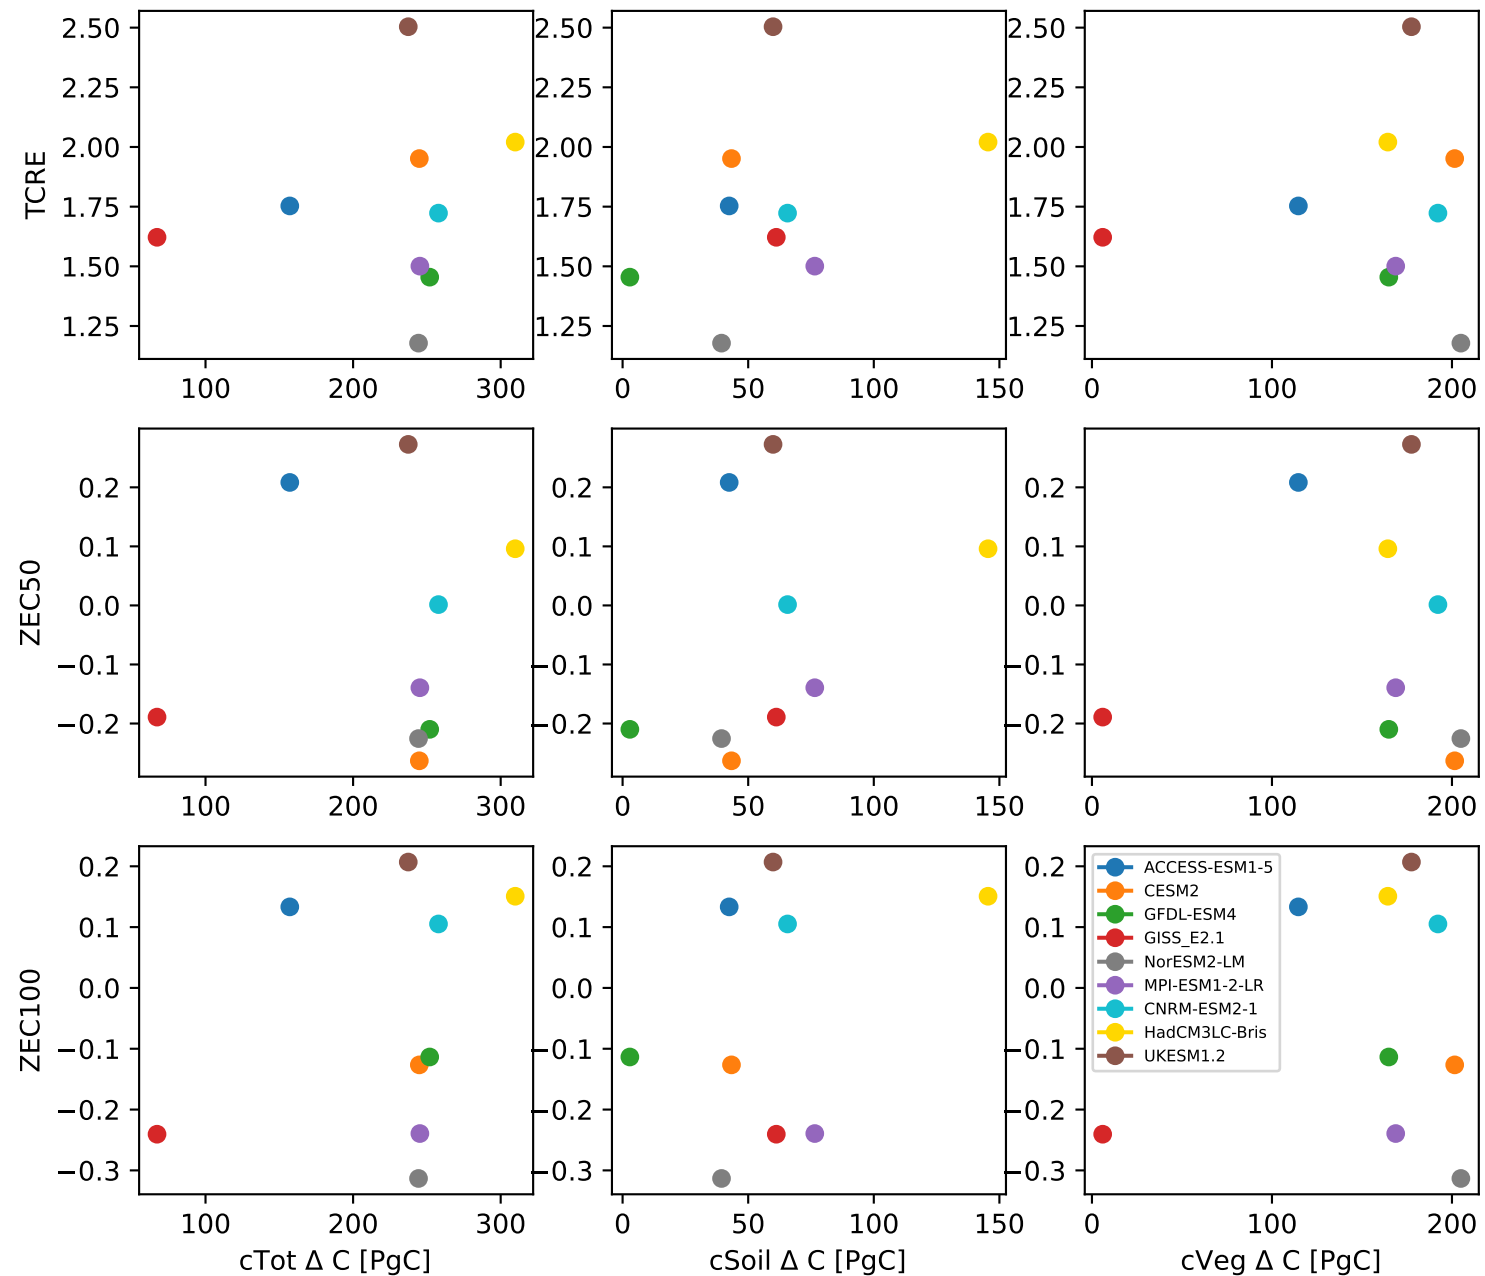 TCRE
2.50
2.25
2.00
1.75
1.50
1.25
100 200 300
2.50
2.25
2.00
1.75
1.50
1.25
0 50 100 150
2.50
2.25
2.00
1.75
1.50
1.25
0 100 200
ZEC50
0.2
0.1
0.0
−0.1
−0.2
100 200 300
0.2
0.1
0.0
−0.1
−0.2
0 50 100 150
0.2
0.1
0.0
−0.1
−0.2
0 100 200
ZEC100
0.2
0.1
0.0
−0.1
−0.2
−0.3
100 200 300
cTot Δ C [PgC]
0.2
0.1
0.0
−0.1
−0.2
−0.3
0 50 100 150
cSoil Δ C [PgC]
0.2
0.1
0.0
−0.1
−0.2
−0.3
ACCESS-ESM1-5
CESM2
GFDL-ESM4
GISS_E2.1
NorESM2-LM
MPI-ESM1-2-LR
CNRM-ESM2-1
HadCM3LC-Bris
UKESM1.2
0 100 200
cVeg Δ C [PgC]